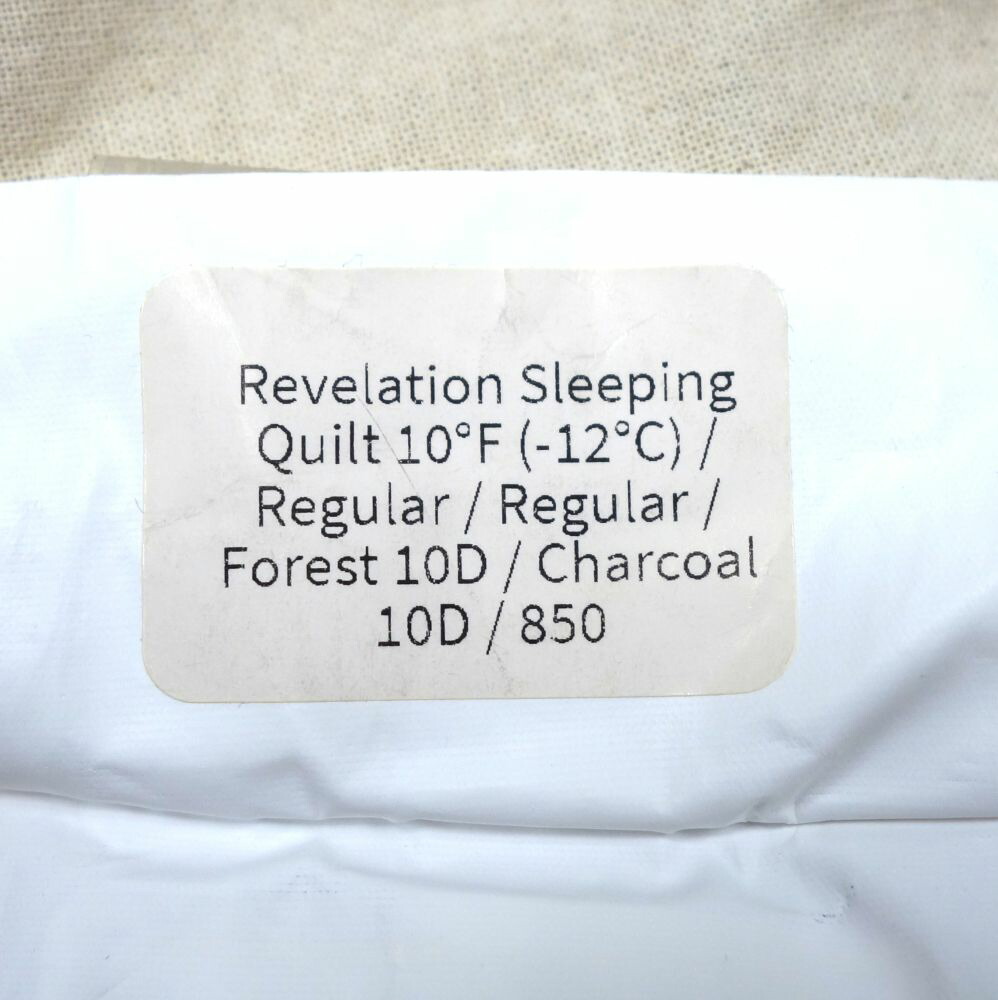 Revelation Sleeping
Quilt 10°F (-12°C) /
Regular / Regular /
Forest 10D / Charcoal
10D / 850